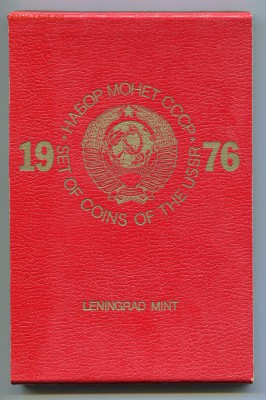 * НАБОР МОНЕТ СССР *
19 76
SET OF COINS OF THE USSR
LENINGRAD MINT